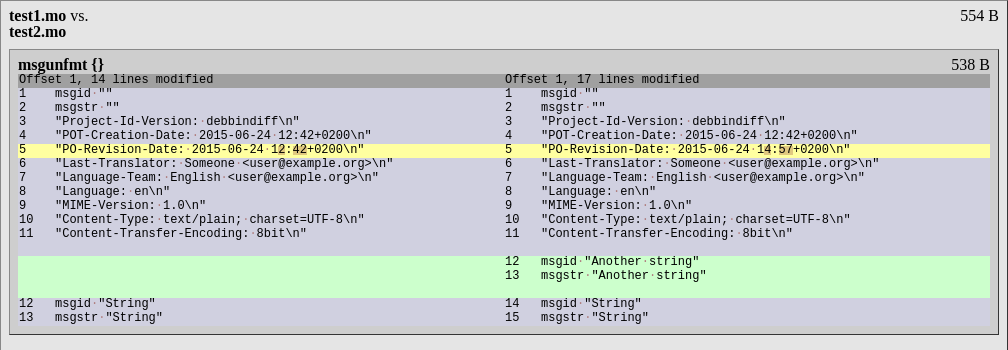 test1.mo vs. 554 B
test2.mo
msgunfmt {} 538 B
Offset 1, 14 lines modified Offset 1, 17 lines modified
1 msgid·"" 1 msgid·""
2 msgstr·"" 2 msgstr·""
3 "Project-Id-Version:·debbindiff\n" 3 "Project-Id-Version:·debbindiff\n"
4 "POT-Creation-Date:·2015-06-24·12:42+0200\n" 4 "POT-Creation-Date:·2015-06-24·12:42+0200\n"
5 "PO-Revision-Date:·2015-06-24·12:42+0200\n" 5 "PO-Revision-Date:·2015-06-24·14:57+0200\n"
6 "Last-Translator:·Someone·<user@example.org>\n" 6 "Last-Translator:·Someone·<user@example.org>\n"
7 "Language-Team:·English·<user@example.org>\n" 7 "Language-Team:·English·<user@example.org>\n"
8 "Language:·en\n" 8 "Language:·en\n"
9 "MIME-Version:·1.0\n" 9 "MIME-Version:·1.0\n"
10 "Content-Type:·text/plain;·charset=UTF-8\n" 10 "Content-Type:·text/plain;·charset=UTF-8\n"
11 "Content-Transfer-Encoding:·8bit\n" 11 "Content-Transfer-Encoding:·8bit\n"
12 msgid·"Another·string"
13 msgstr·"Another·string"
12 msgid·"String" 14 msgid·"String"
13 msgstr·"String" 15 msgstr·"String"